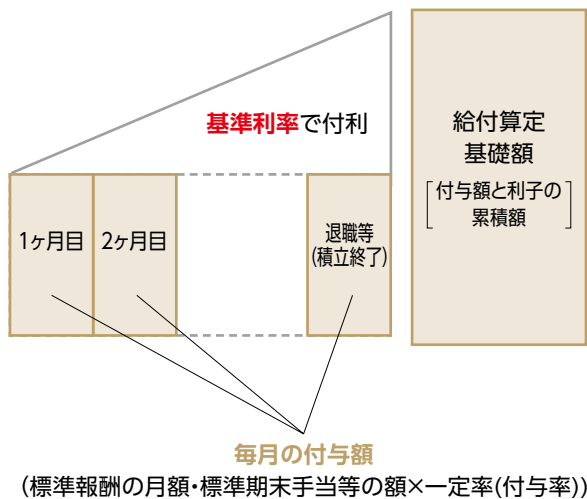 基準利率で付利
給付算定
基礎額
[付与額と利子の
累積額]
1ヶ月目
2ヶ月目
退職等
(積立終了)
毎月の付与額
(標準報酬の月額・標準期末手当等の額×一定率(付与率))